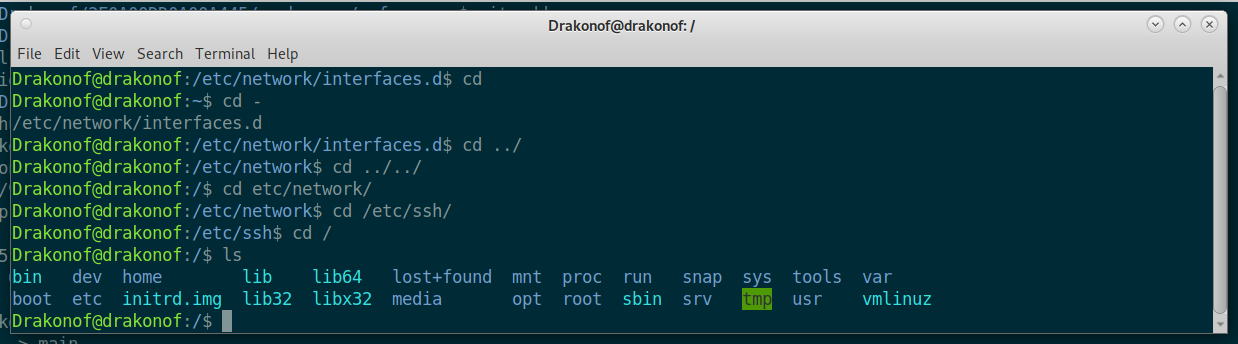 Drakonof@drakonof: /
File Edit View Search Terminal Help
Drakonof@drakonof:/etc/network/interfaces.d$ cd
Drakonof@drakonof:~$ cd -
/etc/network/interfaces.d
Drakonof@drakonof:/etc/network/interfaces.d$ cd ../
Drakonof@drakonof:/etc/network$ cd ../../
Drakonof@drakonof:/$ cd etc/network/
Drakonof@drakonof:/etc/network$ cd /etc/ssh/
Drakonof@drakonof:/etc/ssh$ cd /
Drakonof@drakonof:/$ ls
bin dev home lib lib64 lost+found mnt proc run snap sys tools var
boot etc initrd.img lib32 libx32 media opt root sbin srv tmp usr vmlinuz
Drakonof@drakonof:/$
> main